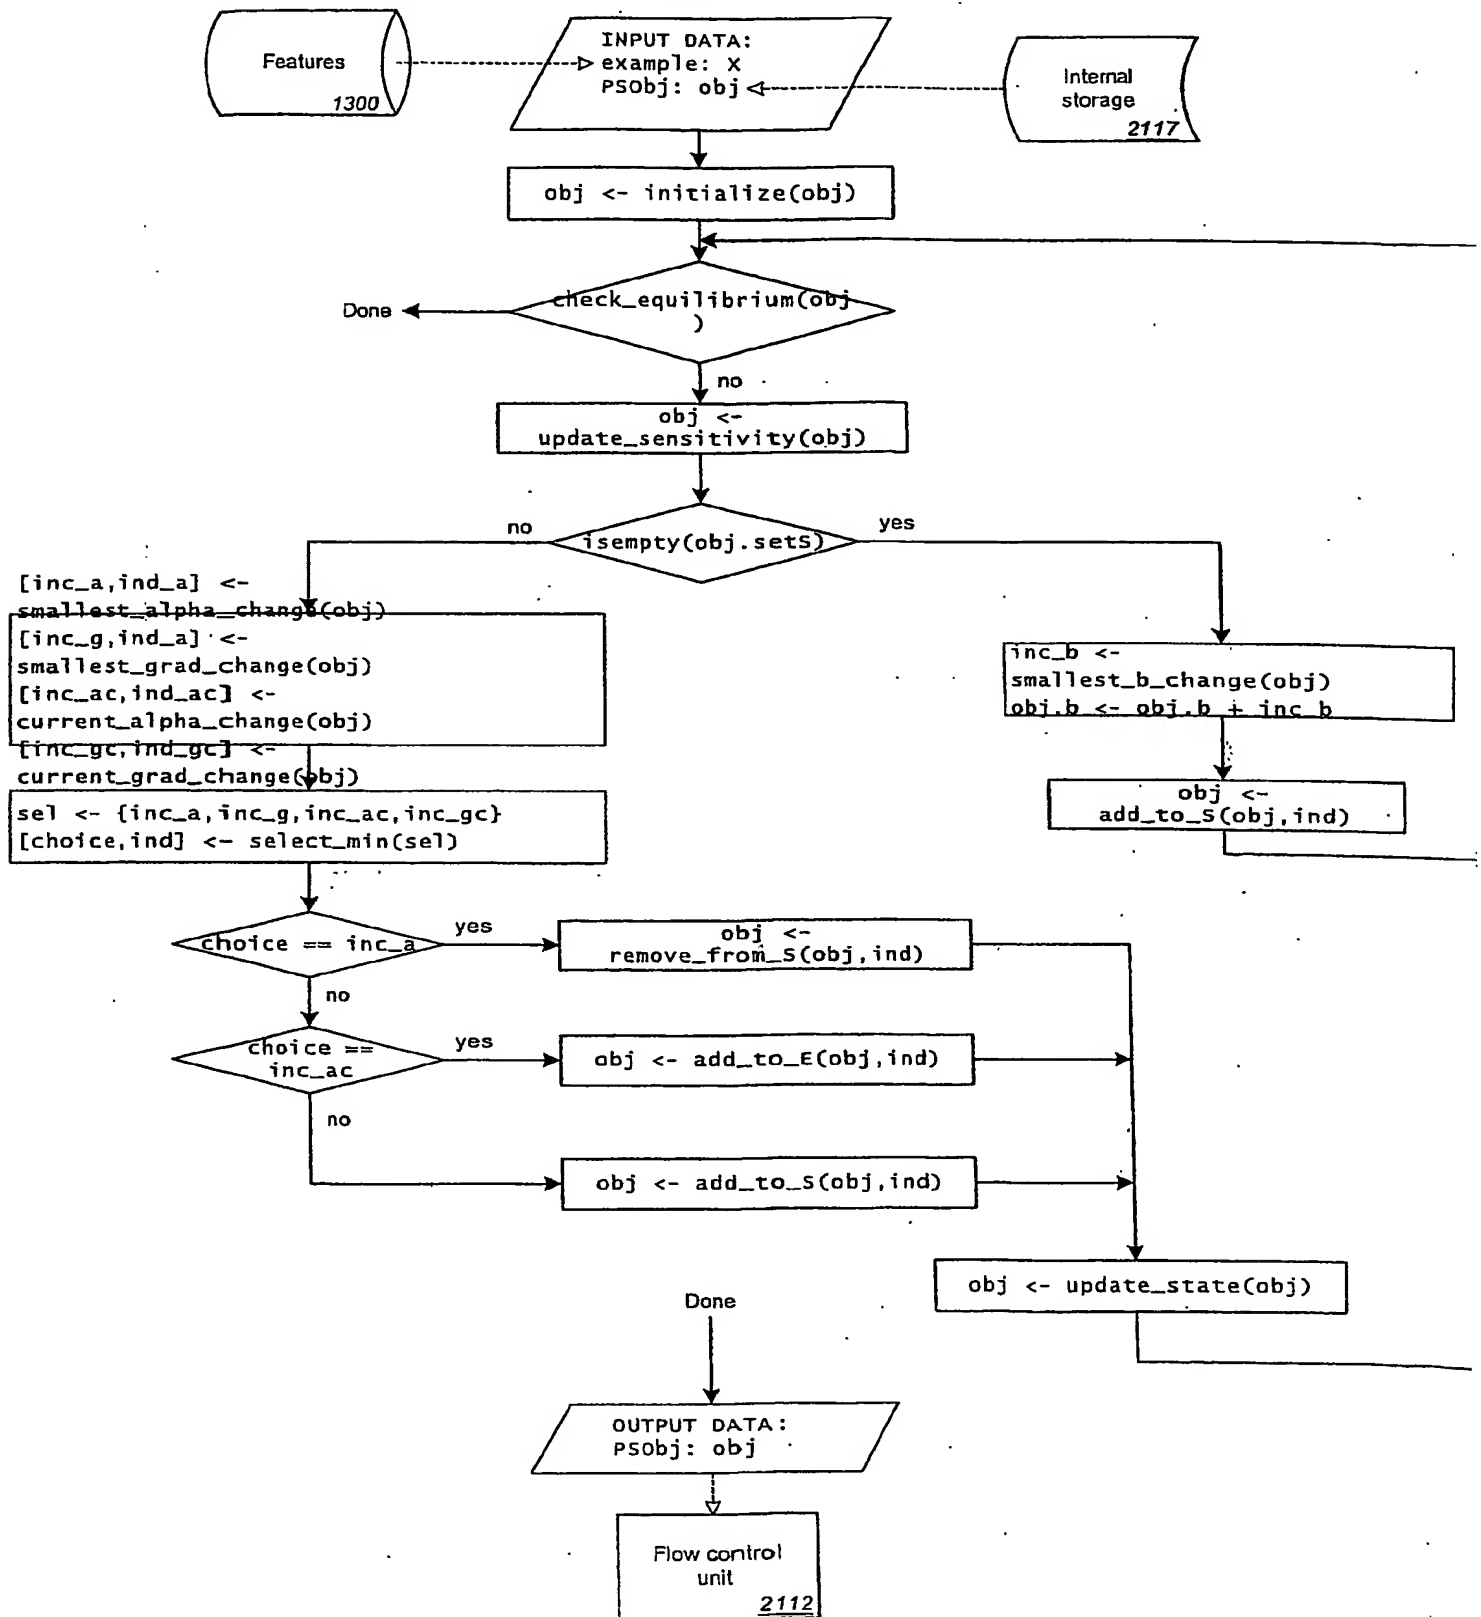 Features
1300
INPUT DATA:
example: X
PSObj: obj
Internal
storage
2117
obj <- initialize(obj)
check_equilibrium(obj
)
Done
no
obj <-
update_sensitivity(obj)
no
isempty(obj.setS)
yes
[inc_a,ind_a] <-
smallest_alpha_change(obj)
[inc_g,ind_a] <-
smallest_grad_change(obj)
[inc_ac,ind_ac] <-
current_alpha_change(obj)
[inc_gc,ind_gc] <-
current_grad_change(obj)
inc_b <-
smallest_b_change(obj)
obj.b <- obj.b + inc_b
obj <-
add_to_S(obj,ind)
sel <- {inc_a,inc_g,inc_ac,inc_gc}
[choice,ind] <- select_min(sel)
choice == inc_a
yes
obj <-
remove_from_S(obj,ind)
no
choice ==
inc_ac
yes
obj <- add_to_E(obj,ind)
no
obj <- add_to_S(obj,ind)
obj <- update_state(obj)
Done
OUTPUT DATA:
PSObj: obj
Flow control
unit
2112